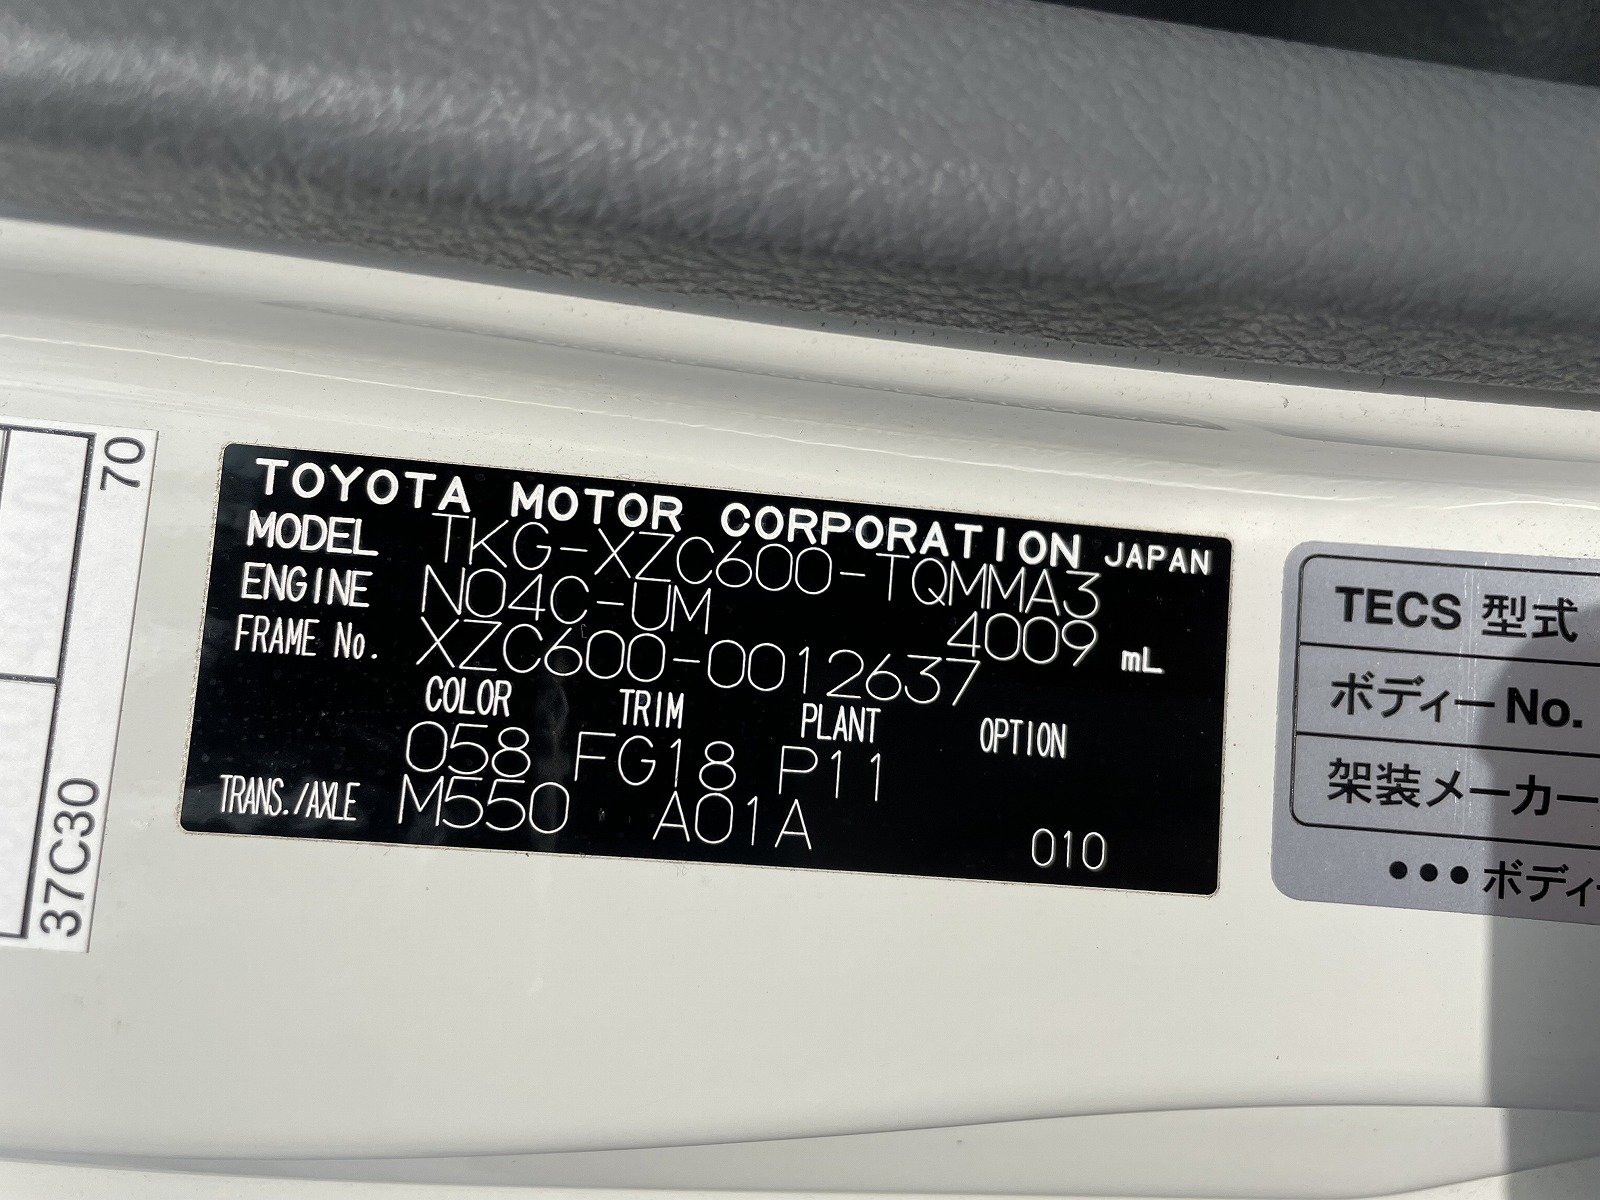 TOYOTA MOTOR CORPORATION JAPAN
MODEL TKG-XZC600-TQMMA3
ENGINE N04C-UM 4009 mL
FRAME No. XZC600-0012637
COLOR TRIM PLANT OPTION
058 FG18 P11
TRANS./AXLE M550 A01A 010
70
37C30
TECS 型式
ボディー No.
架装メーカー
●●●ボディ